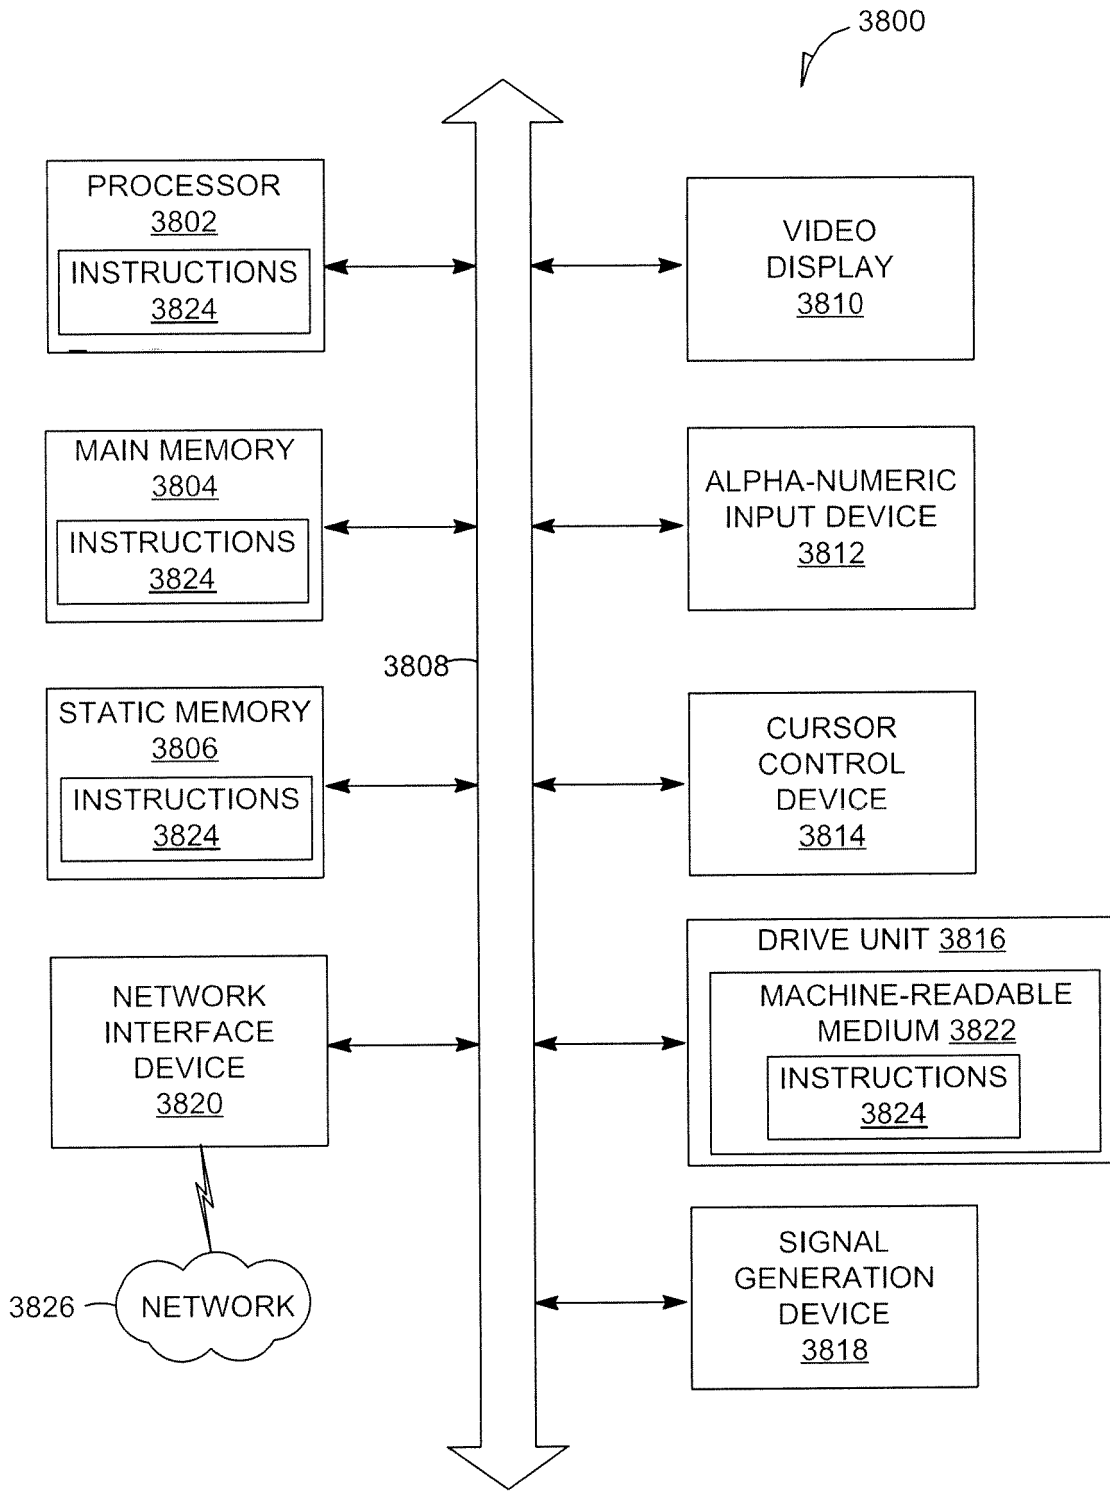 3800
PROCESSOR
3802
INSTRUCTIONS
3824
MAIN MEMORY
3804
INSTRUCTIONS
3824
3808
STATIC MEMORY
3806
INSTRUCTIONS
3824
NETWORK
INTERFACE
DEVICE
3820
3826
NETWORK
VIDEO
DISPLAY
3810
ALPHA-NUMERIC
INPUT DEVICE
3812
CURSOR
CONTROL
DEVICE
3814
DRIVE UNIT 3816
MACHINE-READABLE
MEDIUM 3822
INSTRUCTIONS
3824
SIGNAL
GENERATION
DEVICE
3818